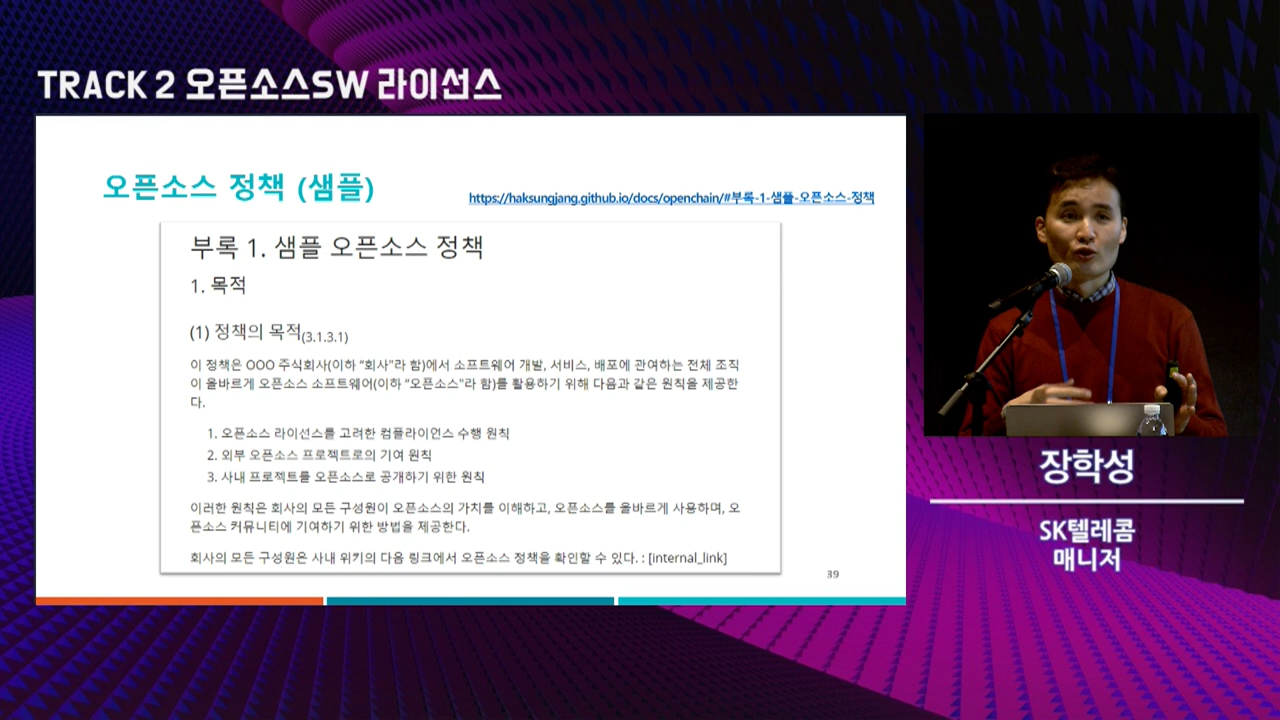 TRACK 2 오픈소스SW 라이선스
오픈소스 정책 (샘플)
https://haksungjang.github.io/docs/openchain/#부록-1-샘플-오픈소스-정책
부록 1. 샘플 오픈소스 정책
1. 목적
(1) 정책의 목적(3.1.3.1)
이 정책은 OOO 주식회사(이하 “회사"라 함)에서 소프트웨어 개발, 서비스, 배포에 관여하는 전체 조직
이 올바르게 오픈소스 소프트웨어(이하 “오픈소스"라 함)를 활용하기 위해 다음과 같은 원칙을 제공한
다.
1. 오픈소스 라이선스를 고려한 컴플라이언스 수행 원칙
2. 외부 오픈소스 프로젝트로의 기여 원칙
3. 사내 프로젝트를 오픈소스로 공개하기 위한 원칙
이러한 원칙은 회사의 모든 구성원이 오픈소스의 가치를 이해하고, 오픈소스를 올바르게 사용하며, 오
픈소스 커뮤니티에 기여하기 위한 방법을 제공한다.
회사의 모든 구성원은 사내 위키의 다음 링크에서 오픈소스 정책을 확인할 수 있다. : [internal_link]
39
장학성
SK텔레콤
매니저